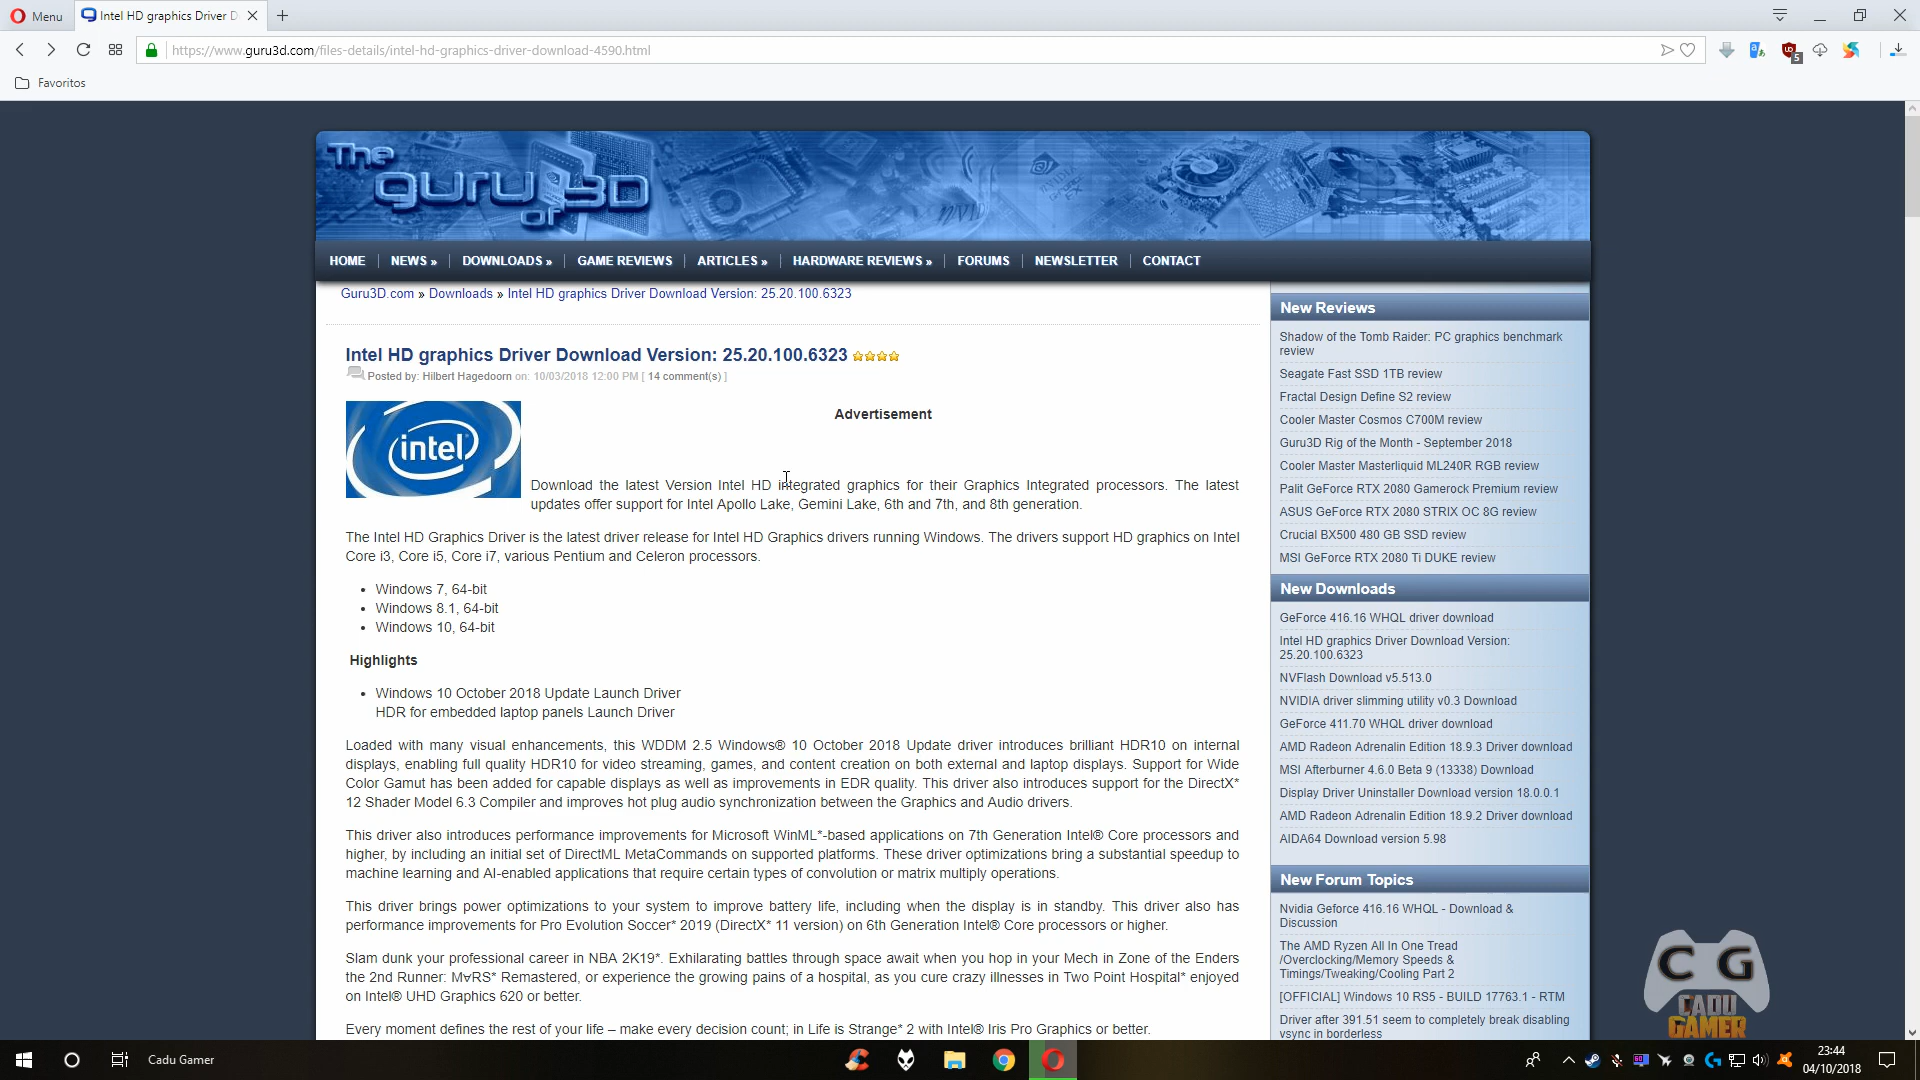 Menu
Intel HD graphics Driver D
https://www.guru3d.com/files-details/intel-hd-graphics-driver-download-4590.html
5
Favoritos
The
guru of 3D
HOME
NEWS »
DOWNLOADS »
GAME REVIEWS
ARTICLES »
HARDWARE REVIEWS »
FORUMS
NEWSLETTER
CONTACT
Guru3D.com » Downloads » Intel HD graphics Driver Download Version: 25.20.100.6323
Intel HD graphics Driver Download Version: 25.20.100.6323
Posted by: Hilbert Hagedoorn on: 10/03/2018 12:00 PM [ 14 comment(s) ]
intel
Advertisement
Download the latest Version Intel HD integrated graphics for their Graphics Integrated processors. The latest
updates offer support for Intel Apollo Lake, Gemini Lake, 6th and 7th, and 8th generation.
The Intel HD Graphics Driver is the latest driver release for Intel HD Graphics drivers running Windows. The drivers support HD graphics on Intel
Core i3, Core i5, Core i7, various Pentium and Celeron processors.
• Windows 7, 64-bit
• Windows 8.1, 64-bit
• Windows 10, 64-bit
Highlights
• Windows 10 October 2018 Update Launch Driver
HDR for embedded laptop panels Launch Driver
Loaded with many visual enhancements, this WDDM 2.5 Windows® 10 October 2018 Update driver introduces brilliant HDR10 on internal
displays, enabling full quality HDR10 for video streaming, games, and content creation on both external and laptop displays. Support for Wide
Color Gamut has been added for capable displays as well as improvements in EDR quality. This driver also introduces support for the DirectX*
12 Shader Model 6.3 Compiler and improves hot plug audio synchronization between the Graphics and Audio drivers.
This driver also introduces performance improvements for Microsoft WinML*-based applications on 7th Generation Intel® Core processors and
higher, by including an initial set of DirectML MetaCommands on supported platforms. These driver optimizations bring a substantial speedup to
machine learning and AI-enabled applications that require certain types of convolution or matrix multiply operations.
This driver brings power optimizations to your system to improve battery life, including when the display is in standby. This driver also has
performance improvements for Pro Evolution Soccer* 2019 (DirectX* 11 version) on 6th Generation Intel® Core processors or higher.
Slam dunk your professional career in NBA 2K19*. Exhilarating battles through space await when you hop in your Mech in Zone of the Enders
the 2nd Runner: M∀RS* Remastered, or experience the growing pains of a hospital, as you cure crazy illnesses in Two Point Hospital* enjoyed
on Intel® UHD Graphics 620 or better.
Every moment defines the rest of your life – make every decision count; in Life is Strange* 2 with Intel® Iris Pro Graphics or better.
New Reviews
Shadow of the Tomb Raider: PC graphics benchmark
review
Seagate Fast SSD 1TB review
Fractal Design Define S2 review
Cooler Master Cosmos C700M review
Guru3D Rig of the Month - September 2018
Cooler Master Masterliquid ML240R RGB review
Palit GeForce RTX 2080 Gamerock Premium review
ASUS GeForce RTX 2080 STRIX OC 8G review
Crucial BX500 480 GB SSD review
MSI GeForce RTX 2080 Ti DUKE review
New Downloads
GeForce 416.16 WHQL driver download
Intel HD graphics Driver Download Version:
25.20.100.6323
NVFlash Download v5.513.0
NVIDIA driver slimming utility v0.3 Download
GeForce 411.70 WHQL driver download
AMD Radeon Adrenalin Edition 18.9.3 Driver download
MSI Afterburner 4.6.0 Beta 9 (13338) Download
Display Driver Uninstaller Download version 18.0.0.1
AMD Radeon Adrenalin Edition 18.9.2 Driver download
AIDA64 Download version 5.98
New Forum Topics
Nvidia Geforce 416.16 WHQL - Download &
Discussion
The AMD Ryzen All In One Tread
/Overclocking/Memory Speeds &
Timings/Tweaking/Cooling Part 2
[OFFICIAL] Windows 10 RS5 - BUILD 17763.1 - RTM
Driver after 391.51 seem to completely break disabling
vsync in borderless
C G
CADU
GAMER
Cadu Gamer
23:44
04/10/2018